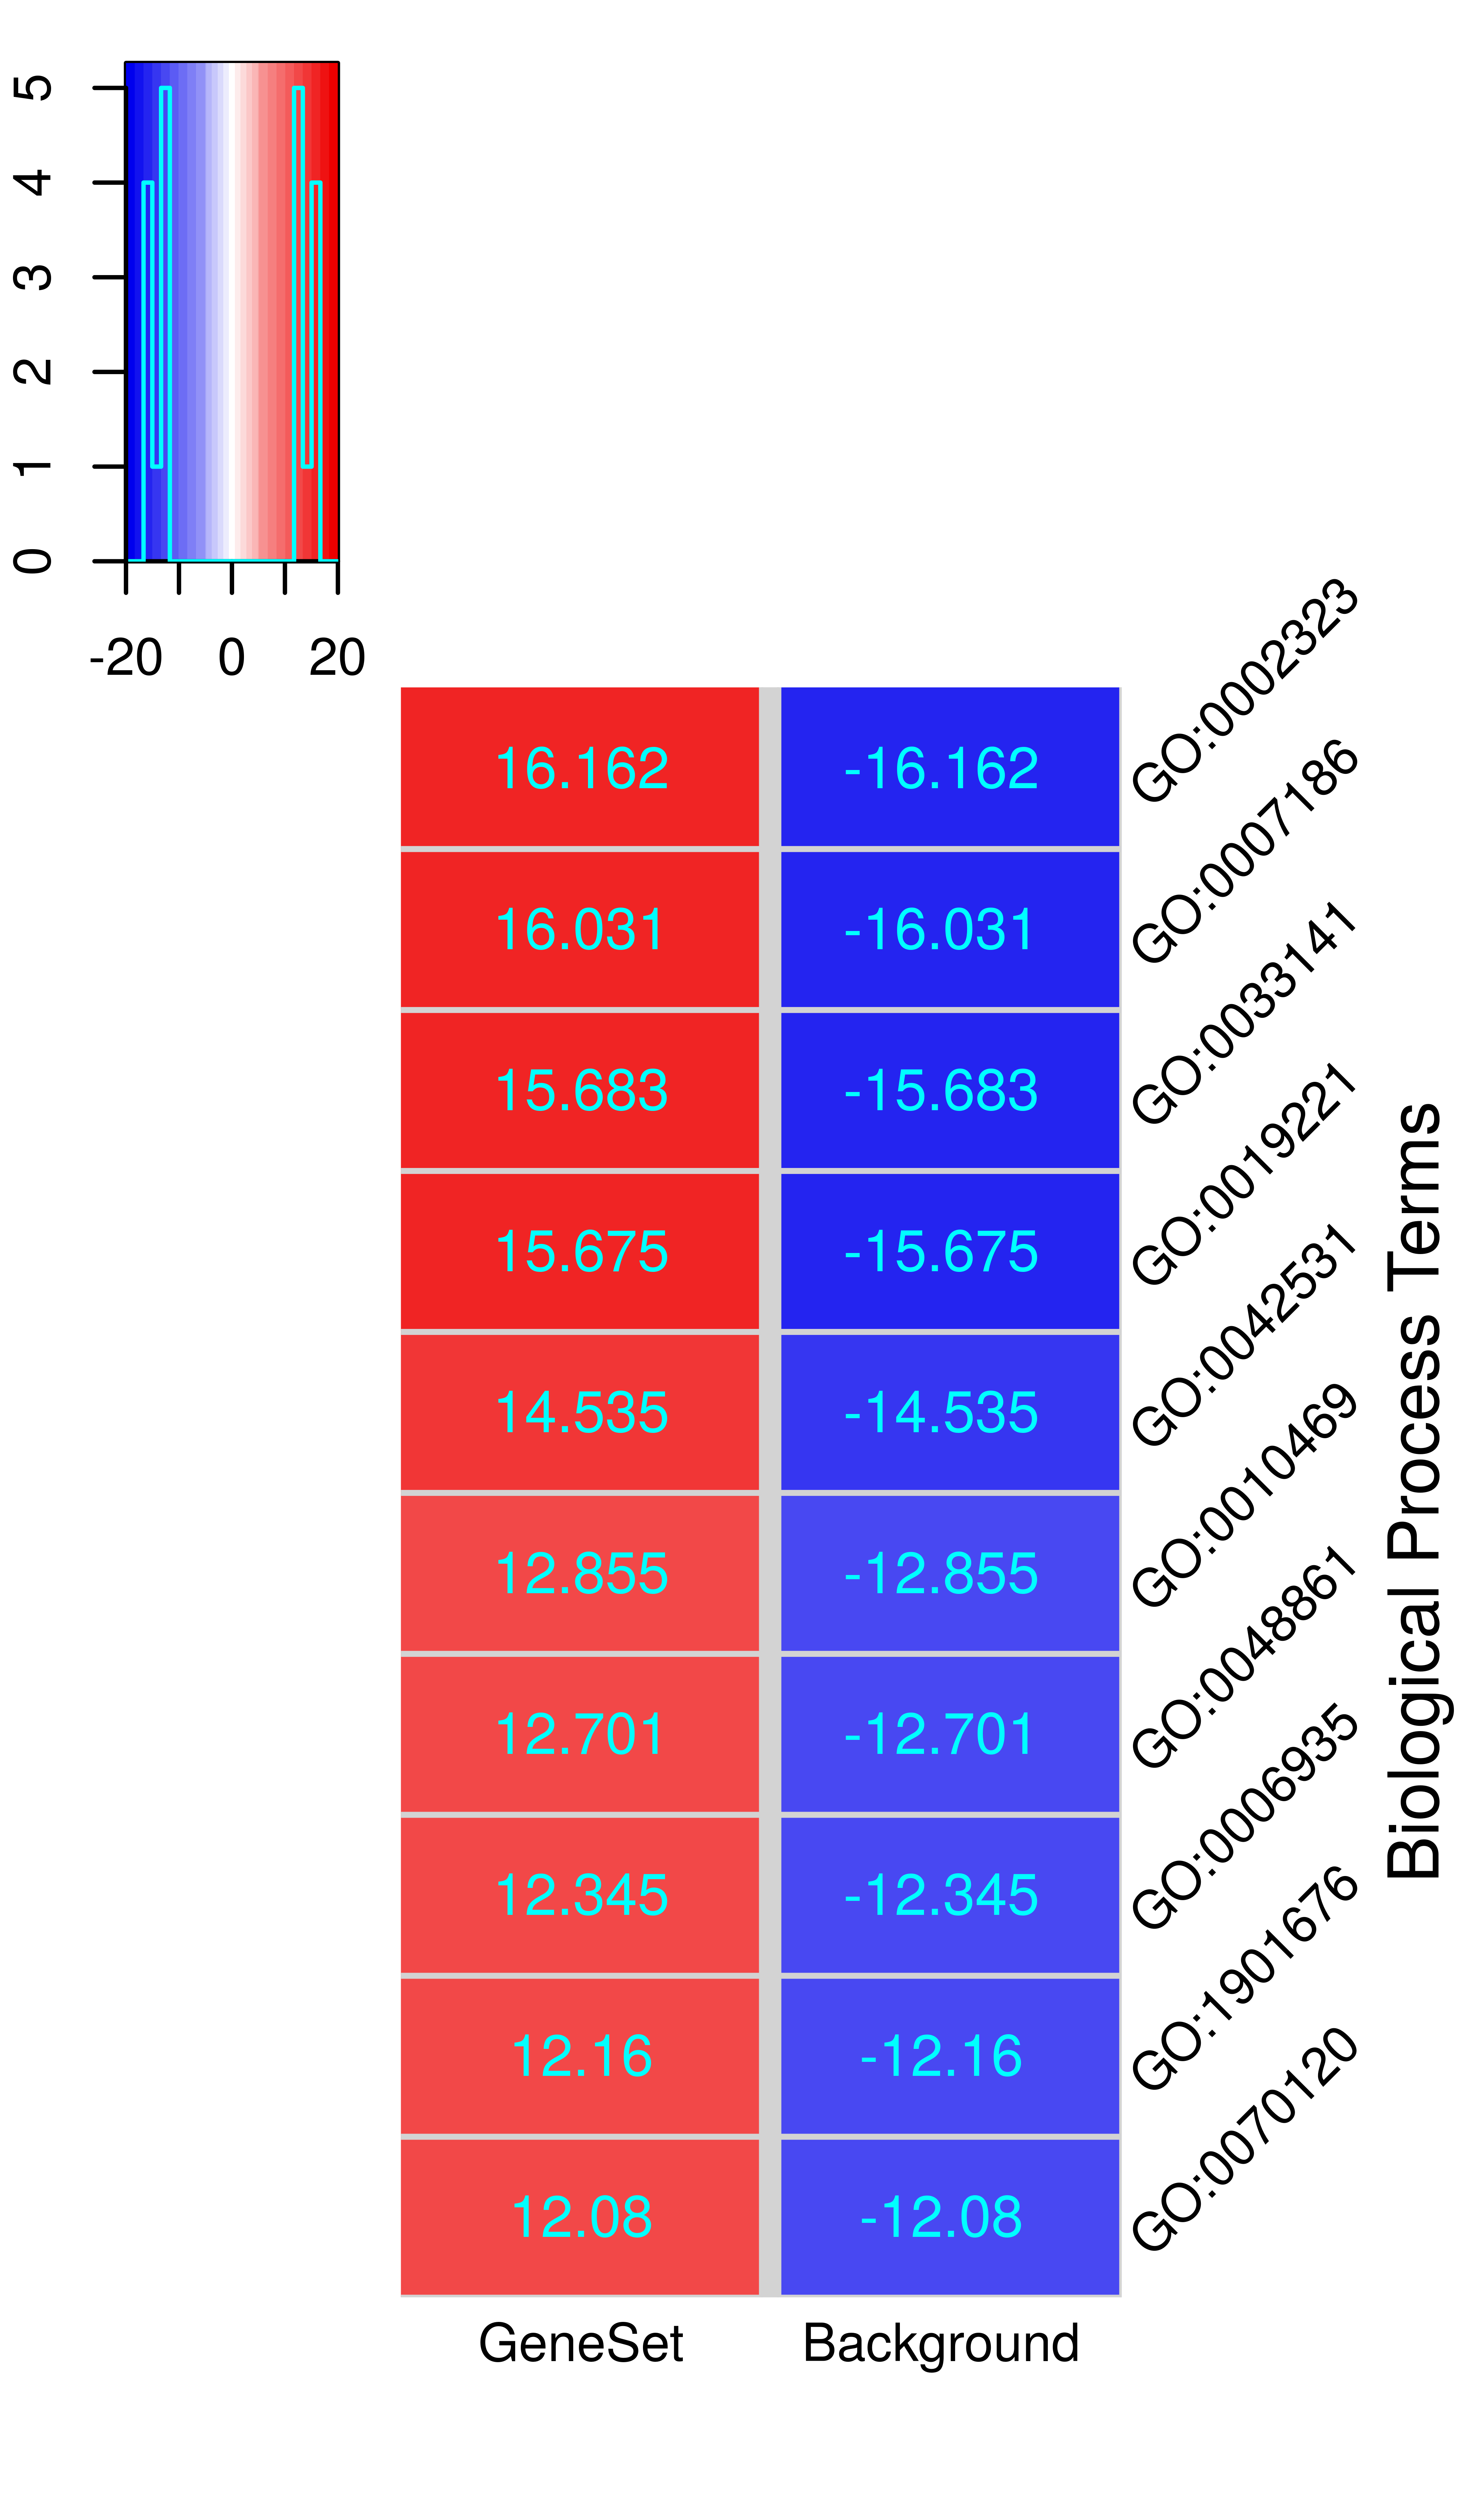 5
4
3
2
1
0
-20 0 20
16.162 -16.162 GO:0002323
16.031 -16.031 GO:0007186
15.683 -15.683 GO:0033141
15.675 -15.675 GO:0019221
14.535 -14.535 GO:0042531
12.855 -12.855 GO:0010469
12.701 -12.701 GO:0048861
12.345 -12.345 GO:0006935
12.16 -12.16 GO:1901676
12.08 -12.08 GO:0070120
Biological Process Terms
GeneSet Background